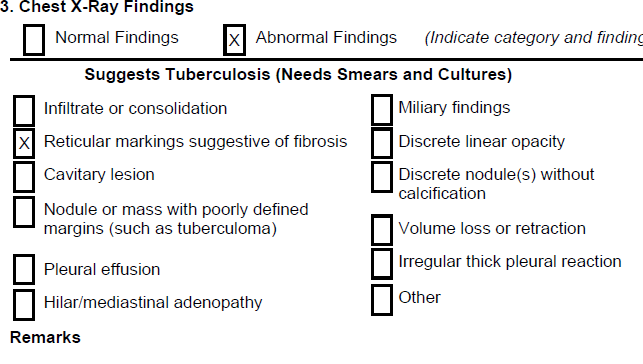 3. Chest X-Ray Findings
Normal Findings X Abnormal Findings (Indicate category and finding
Suggests Tuberculosis (Needs Smears and Cultures)
Infiltrate or consolidation
X Reticular markings suggestive of fibrosis
Cavitary lesion
Nodule or mass with poorly defined
margins (such as tuberculoma)
Pleural effusion
Hilar/mediastinal adenopathy
Miliary findings
Discrete linear opacity
Discrete nodule(s) without
calcification
Volume loss or retraction
Irregular thick pleural reaction
Other
Remarks